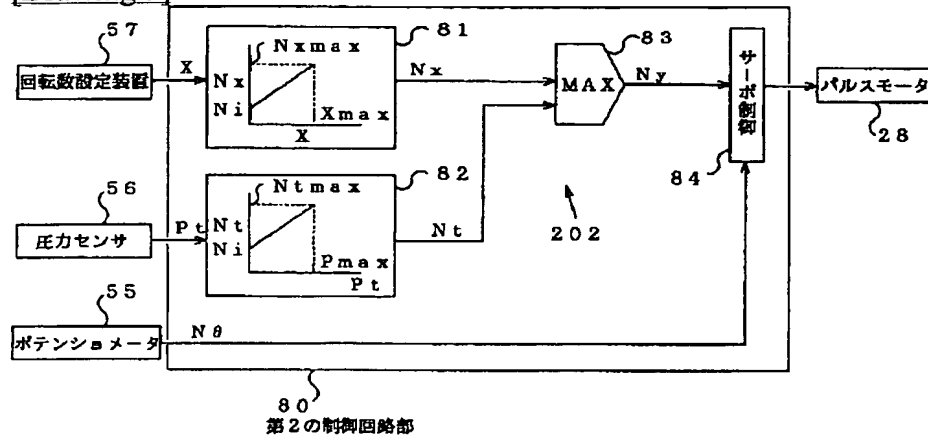 57
回転数設定装置
X
Nxmax
Nx
Ni
Xmax
X
81
Nx
83
MAX
Ny
サーボ制御
84
パルスモータ
28
56
圧力センサ
Pt
Ntmax
Nt
Ni
Pmax
Pt
82
Nt
202
55
ポテンショメータ
Nθ
80
第2の制御回路部